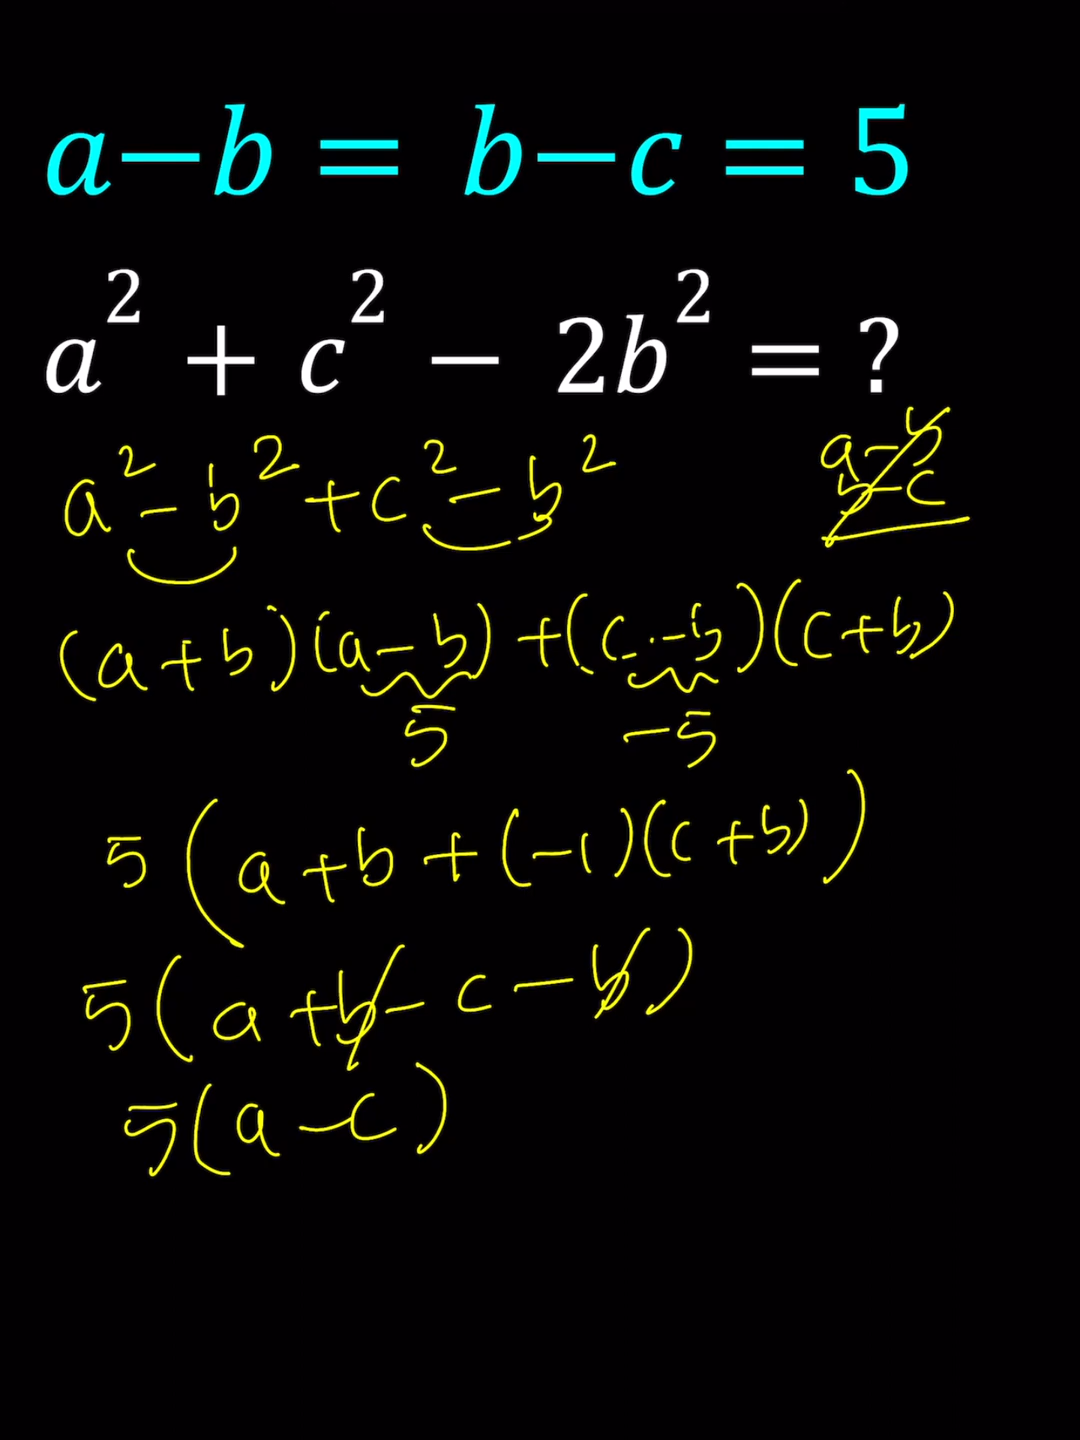 a−b = b−c = 5
a² + c² − 2b² = ?
a² − b² + c² − b²
a−b
b−c
(a+b)(a−b) +(c−b)(c+b)
5 −5
5(a+b+(−1)(c+b))
5(a+b−c−b)
5(a−c)